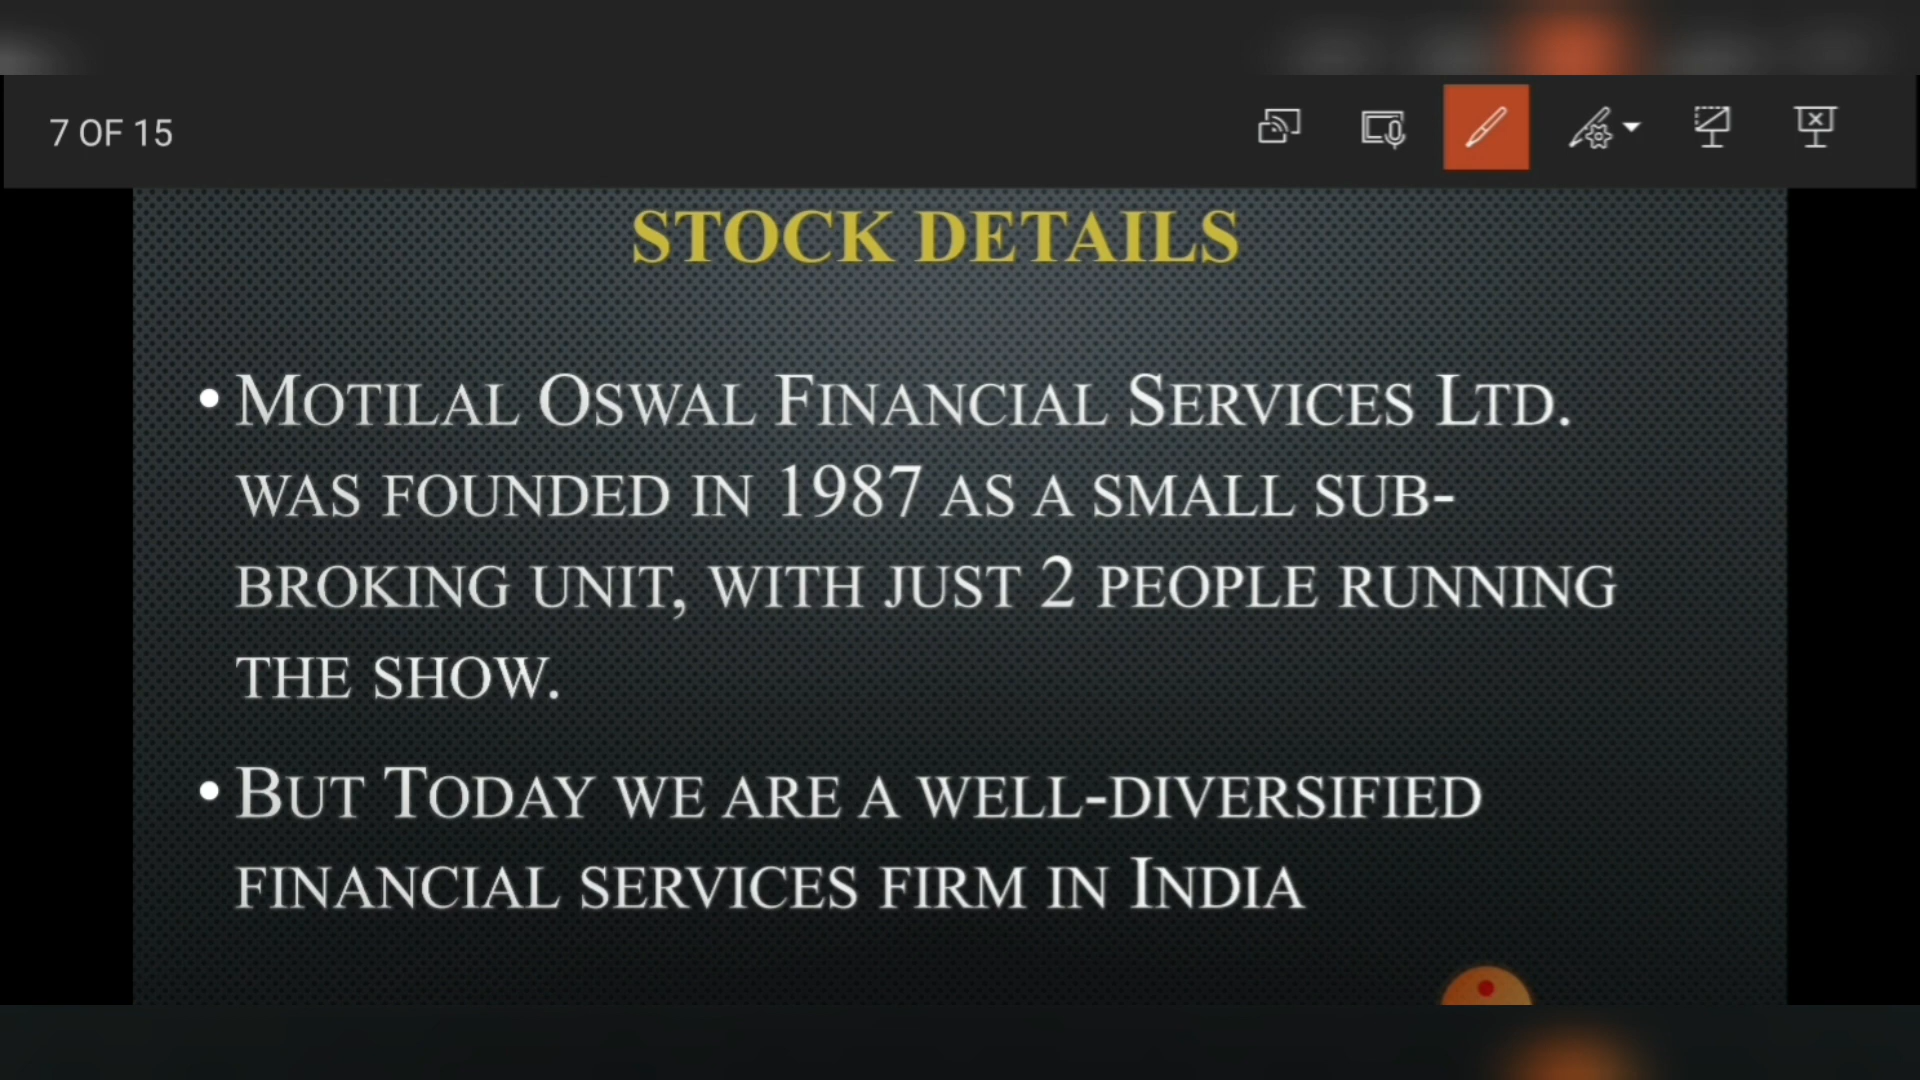 7 OF 15
STOCK DETAILS
• MOTILAL OSWAL FINANCIAL SERVICES LTD.
WAS FOUNDED IN 1987 AS A SMALL SUB-
BROKING UNIT, WITH JUST 2 PEOPLE RUNNING
THE SHOW.
• BUT TODAY WE ARE A WELL-DIVERSIFIED
FINANCIAL SERVICES FIRM IN INDIA